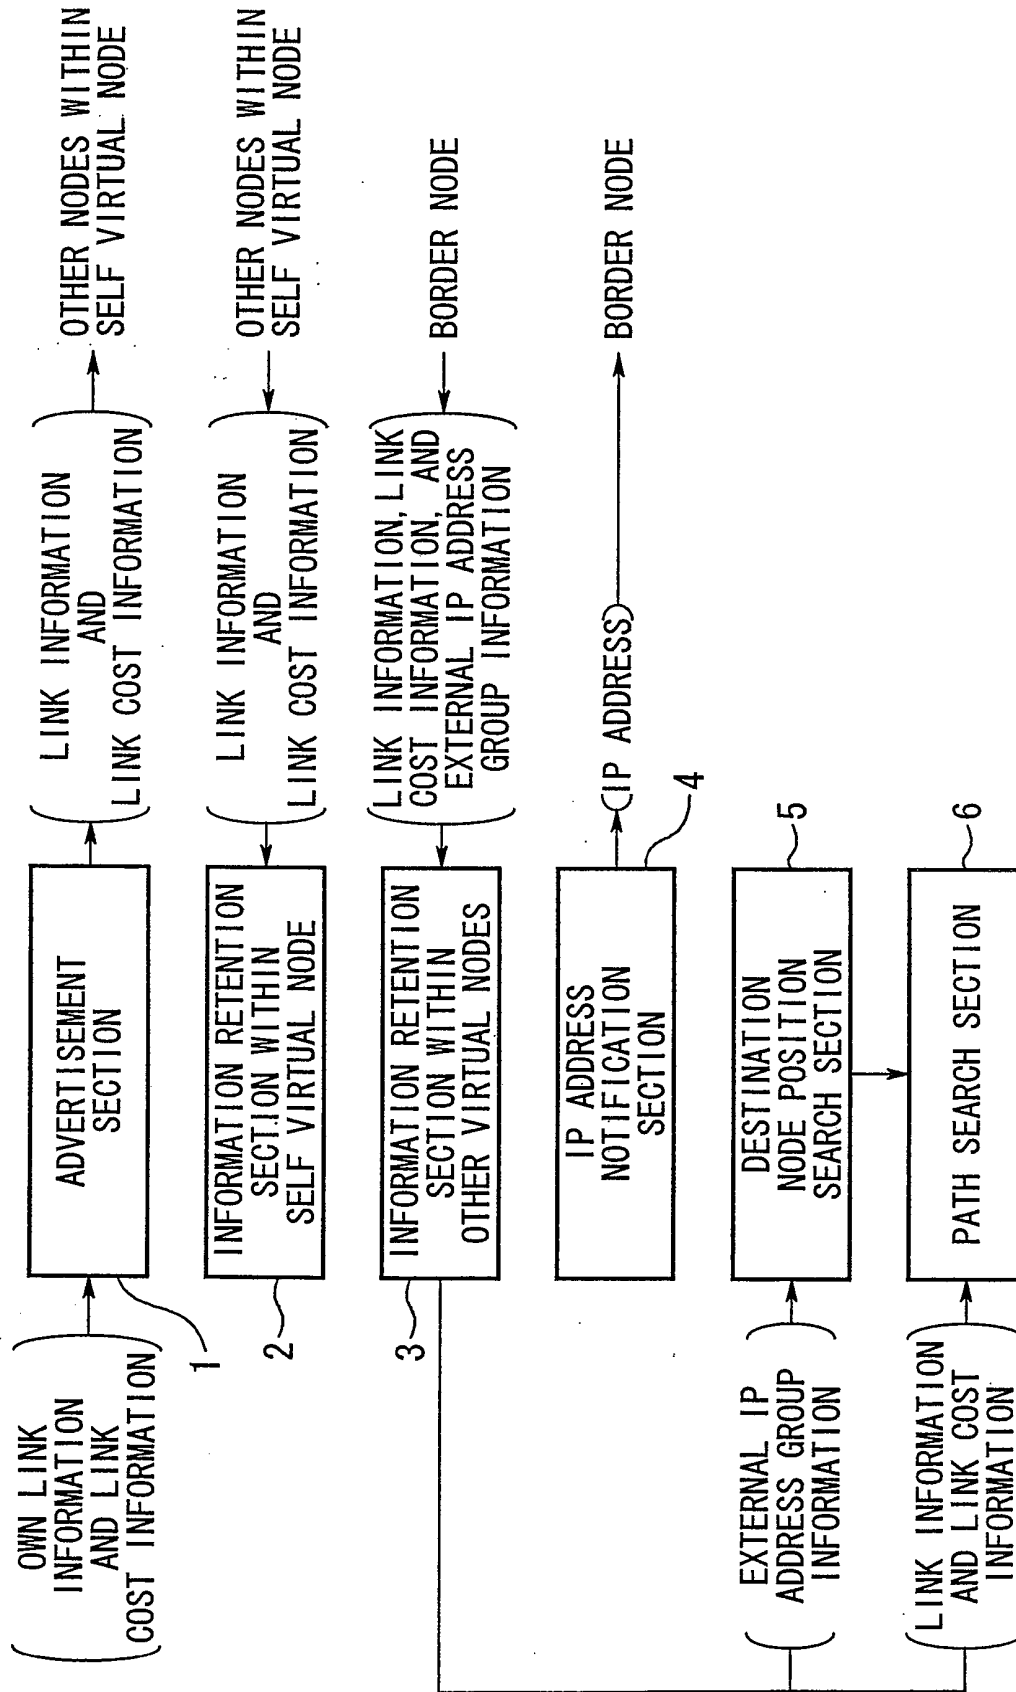 OWN LINK
INFORMATION
AND LINK
COST INFORMATION
1
ADVERTISEMENT
SECTION
LINK INFORMATION
AND
LINK COST INFORMATION
OTHER NODES WITHIN
SELF VIRTUAL NODE
2
INFORMATION RETENTION
SECTION WITHIN
SELF VIRTUAL NODE
LINK INFORMATION
AND
LINK COST INFORMATION
OTHER NODES WITHIN
SELF VIRTUAL NODE
3
INFORMATION RETENTION
SECTION WITHIN
OTHER VIRTUAL NODES
LINK INFORMATION, LINK
COST INFORMATION, AND
EXTERNAL IP ADDRESS
GROUP INFORMATION
BORDER NODE
IP ADDRESS
NOTIFICATION
SECTION
4
IP ADDRESS
BORDER NODE
EXTERNAL IP
ADDRESS GROUP
INFORMATION
DESTINATION
NODE POSITION
SEARCH SECTION
5
LINK INFORMATION
AND LINK COST
INFORMATION
PATH SEARCH SECTION
6